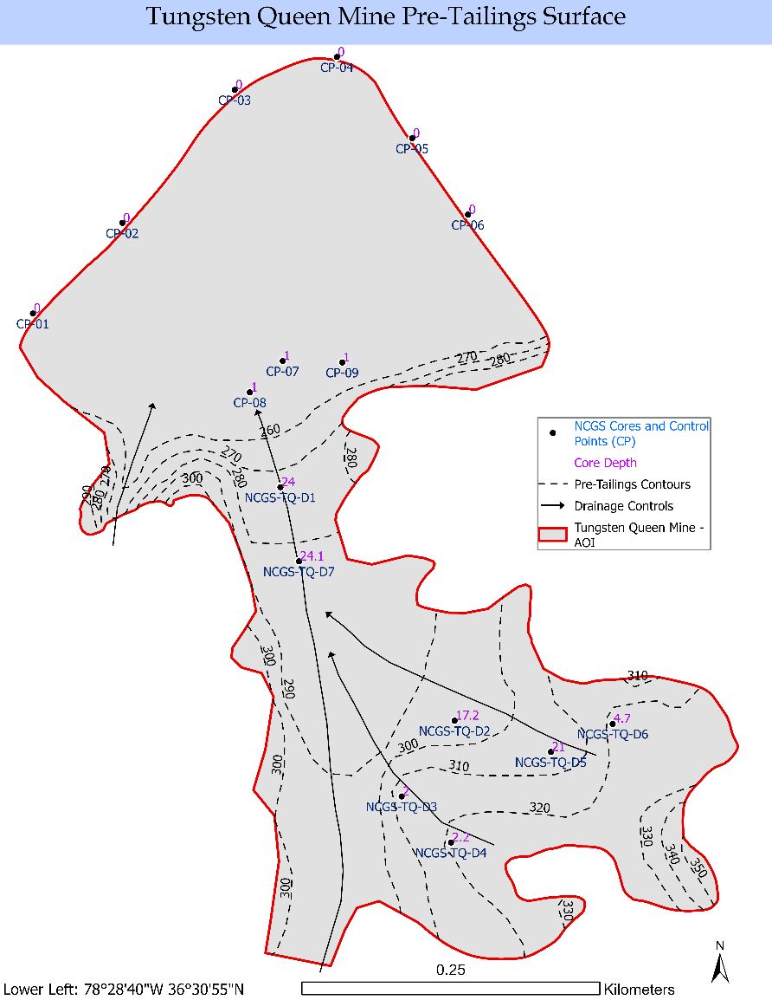 Tungsten Queen Mine Pre-Tailings Surface
0
CP-04
0
CP-03
0
CP-05
0
CP-02
0
CP-06
0
CP-01
1
CP-07
1
CP-09
1
CP-08
270
280
260
270
280
300
280
270
280
290
24
NCGS-TQ-D1
24.1
NCGS-TQ-D7
NCGS Cores and Control
Points (CP)
Core Depth
Pre-Tailings Contours
Drainage Controls
Tungsten Queen Mine -
AOI
300
290
310
17.2
NCGS-TQ-D2
4.7
NCGS-TQ-D6
300
21
NCGS-TQ-D5
310
300
2
NCGS-TQ-D3
320
2.2
NCGS-TQ-D4
330
340
350
300
330
N
0.25
Lower Left: 78°28'40"W 36°30'55"N
Kilometers